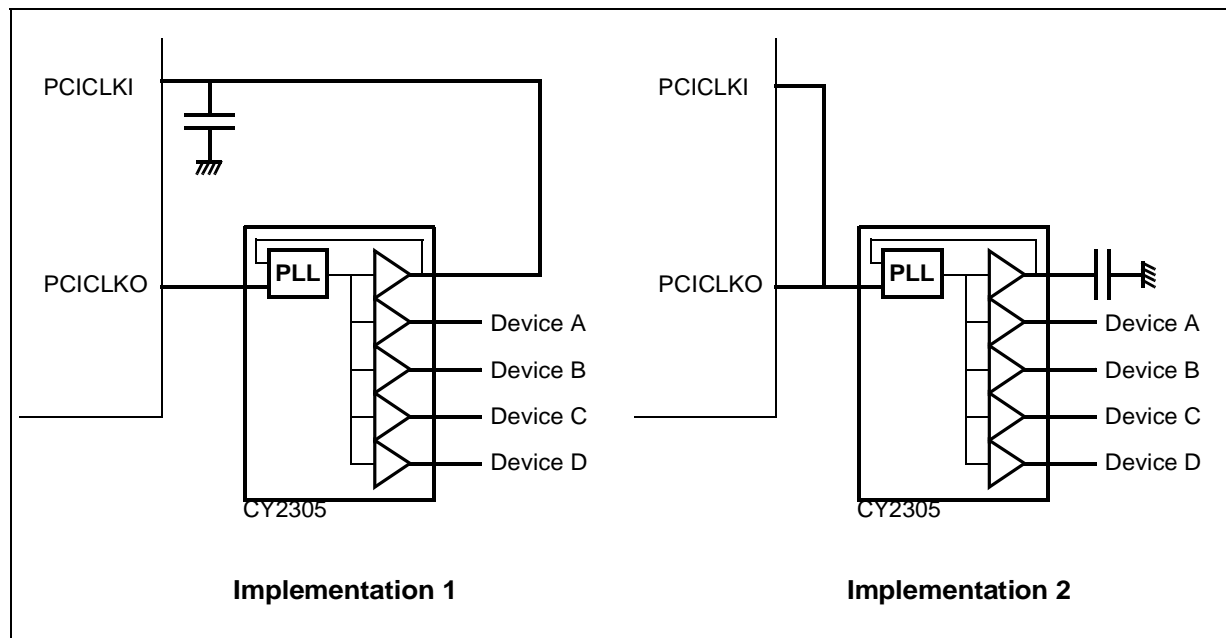 PCICLKI
PCICLKO
PLL
Device A
Device B
Device C
Device D
CY2305
Implementation 1
PCICLKI
PCICLKO
PLL
Device A
Device B
Device C
Device D
CY2305
Implementation 2